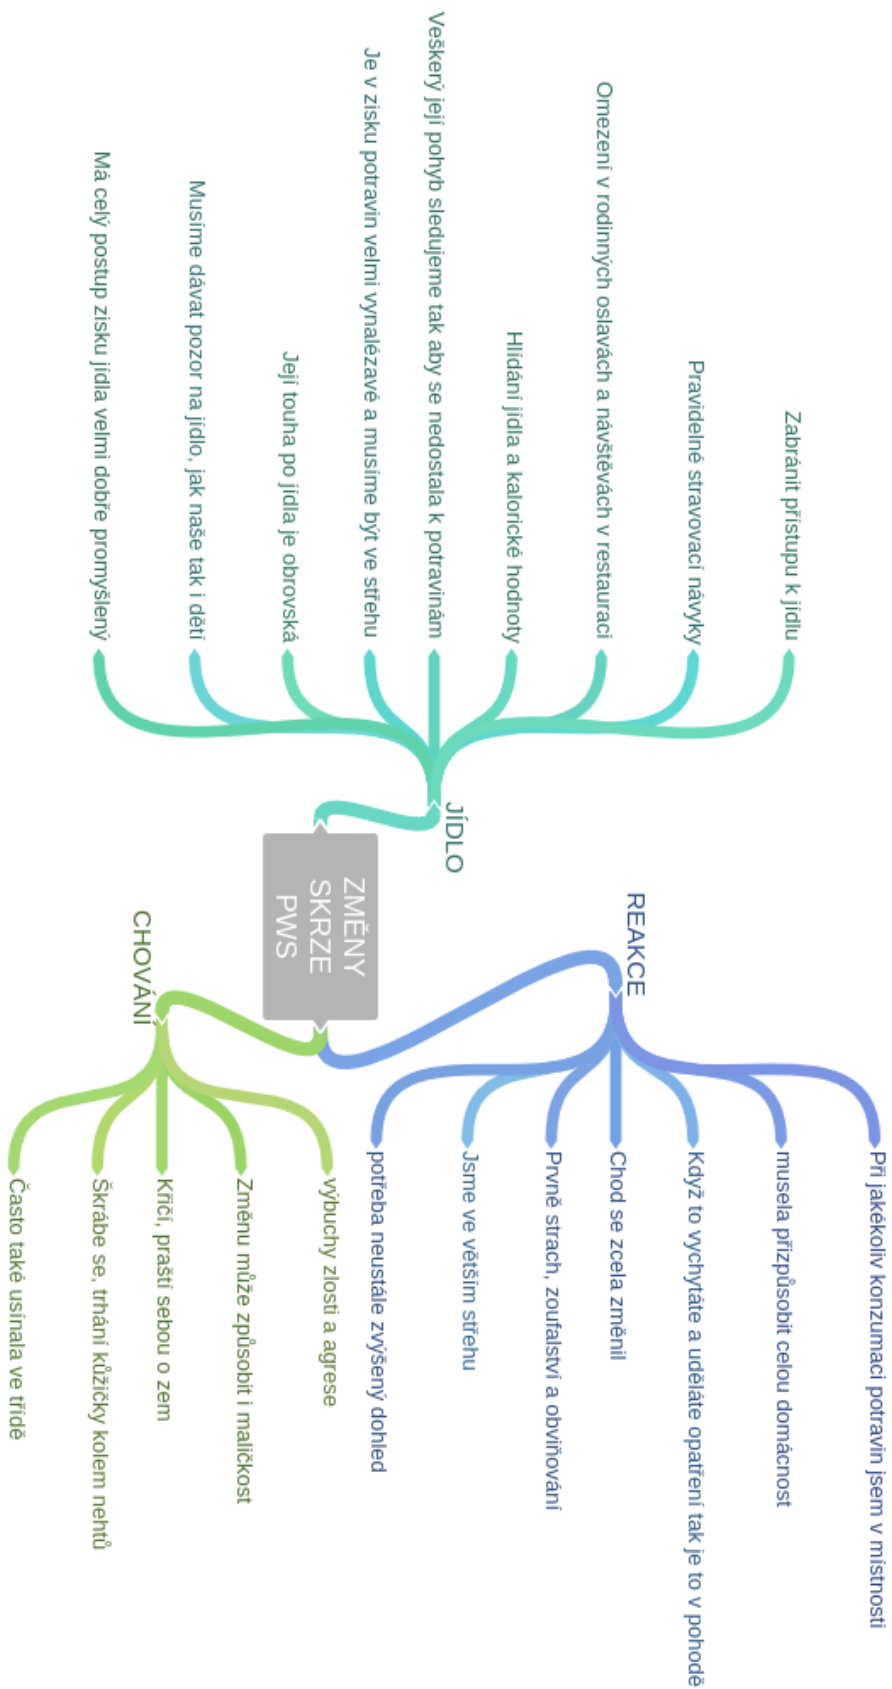 ZMĚNY
SKRZE
PWS
JÍDLO
Zabránit přístupu k jídlu
Pravidelné stravovací návyky
Omezení v rodinných oslavách a návštěvách v restauraci
Hlídání jídla a kalorické hodnoty
Veškerý její pohyb sledujeme tak aby se nedostala k potravinám
Je v zisku potravin velmi vynalézavé a musíme být ve střehu
Její touha po jídla je obrovská
Musíme dávat pozor na jídlo, jak naše tak i dětí
Má celý postup zisku jídla velmi dobře promyšlený
REAKCE
Při jakékoliv konzumaci potravin jsem v místnosti
musela přizpůsobit celou domácnost
Když to vychytáte a uděláte opatření tak je to v pohodě
Chod se zcela změnil
Prvně strach, zoufalství a obviňování
Jsme ve větším střehu
potřeba neustále zvýšený dohled
CHOVÁNÍ
výbuchy zlosti a agrese
Změnu může způsobit i maličkost
Křičí, praští sebou o zem
Škrábe se, trhání kůžičky kolem nehtů
Často také usínala ve třídě